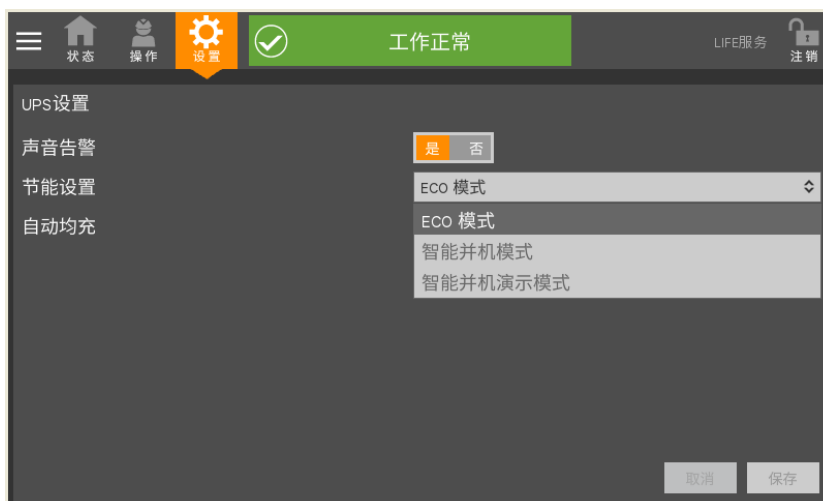 状态
操作
设置
工作正常
LIFE服务
注销
UPS设置
声音告警
是 否
节能设置
ECO 模式
自动均充
ECO 模式
智能并机模式
智能并机演示模式
取消
保存